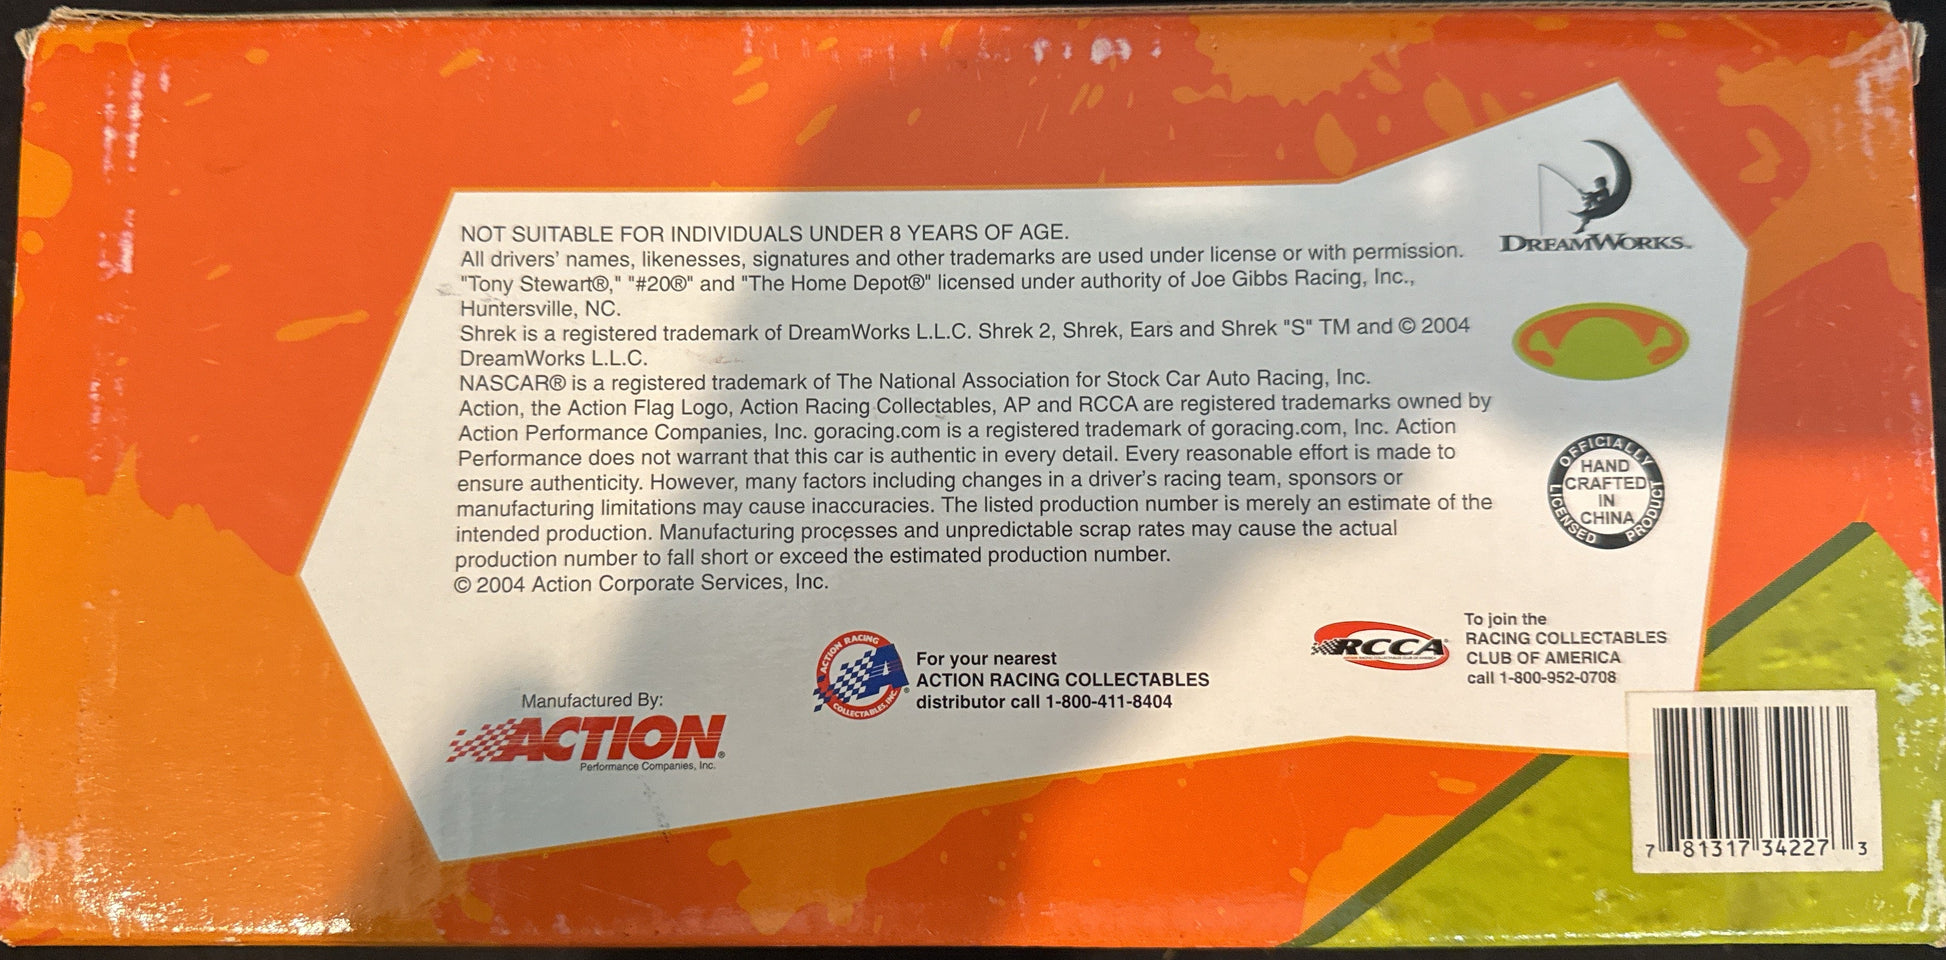 NOT SUITABLE FOR INDIVIDUALS UNDER 8 YEARS OF AGE.
All drivers' names, likenesses, signatures and other trademarks are used under license or with permission.
"Tony Stewart®," "#20®" and "The Home Depot®" licensed under authority of Joe Gibbs Racing, Inc.,
Huntersville, NC.
Shrek is a registered trademark of DreamWorks L.L.C. Shrek 2, Shrek, Ears and Shrek "S" TM and © 2004
DreamWorks L.L.C.
NASCAR® is a registered trademark of The National Association for Stock Car Auto Racing, Inc.
Action, the Action Flag Logo, Action Racing Collectables, AP and RCCA are registered trademarks owned by
Action Performance Companies, Inc. goracing.com is a registered trademark of goracing.com, Inc. Action
Performance does not warrant that this car is authentic in every detail. Every reasonable effort is made to
ensure authenticity. However, many factors including changes in a driver's racing team, sponsors or
manufacturing limitations may cause inaccuracies. The listed production number is merely an estimate of the
intended production. Manufacturing processes and unpredictable scrap rates may cause the actual
production number to fall short or exceed the estimated production number.
© 2004 Action Corporate Services, Inc.
DREAMWORKS™
OFFICIALLY
LICENSED
PRODUCT
HAND
CRAFTED
IN
CHINA
Manufactured By:
ACTION®
Performance Companies, Inc.
ACTION RACING
COLLECTABLES, INC.®
For your nearest
ACTION RACING COLLECTABLES
distributor call 1-800-411-8404
RCCA
To join the
RACING COLLECTABLES
CLUB OF AMERICA
call 1-800-952-0708
7 81317 34227 3